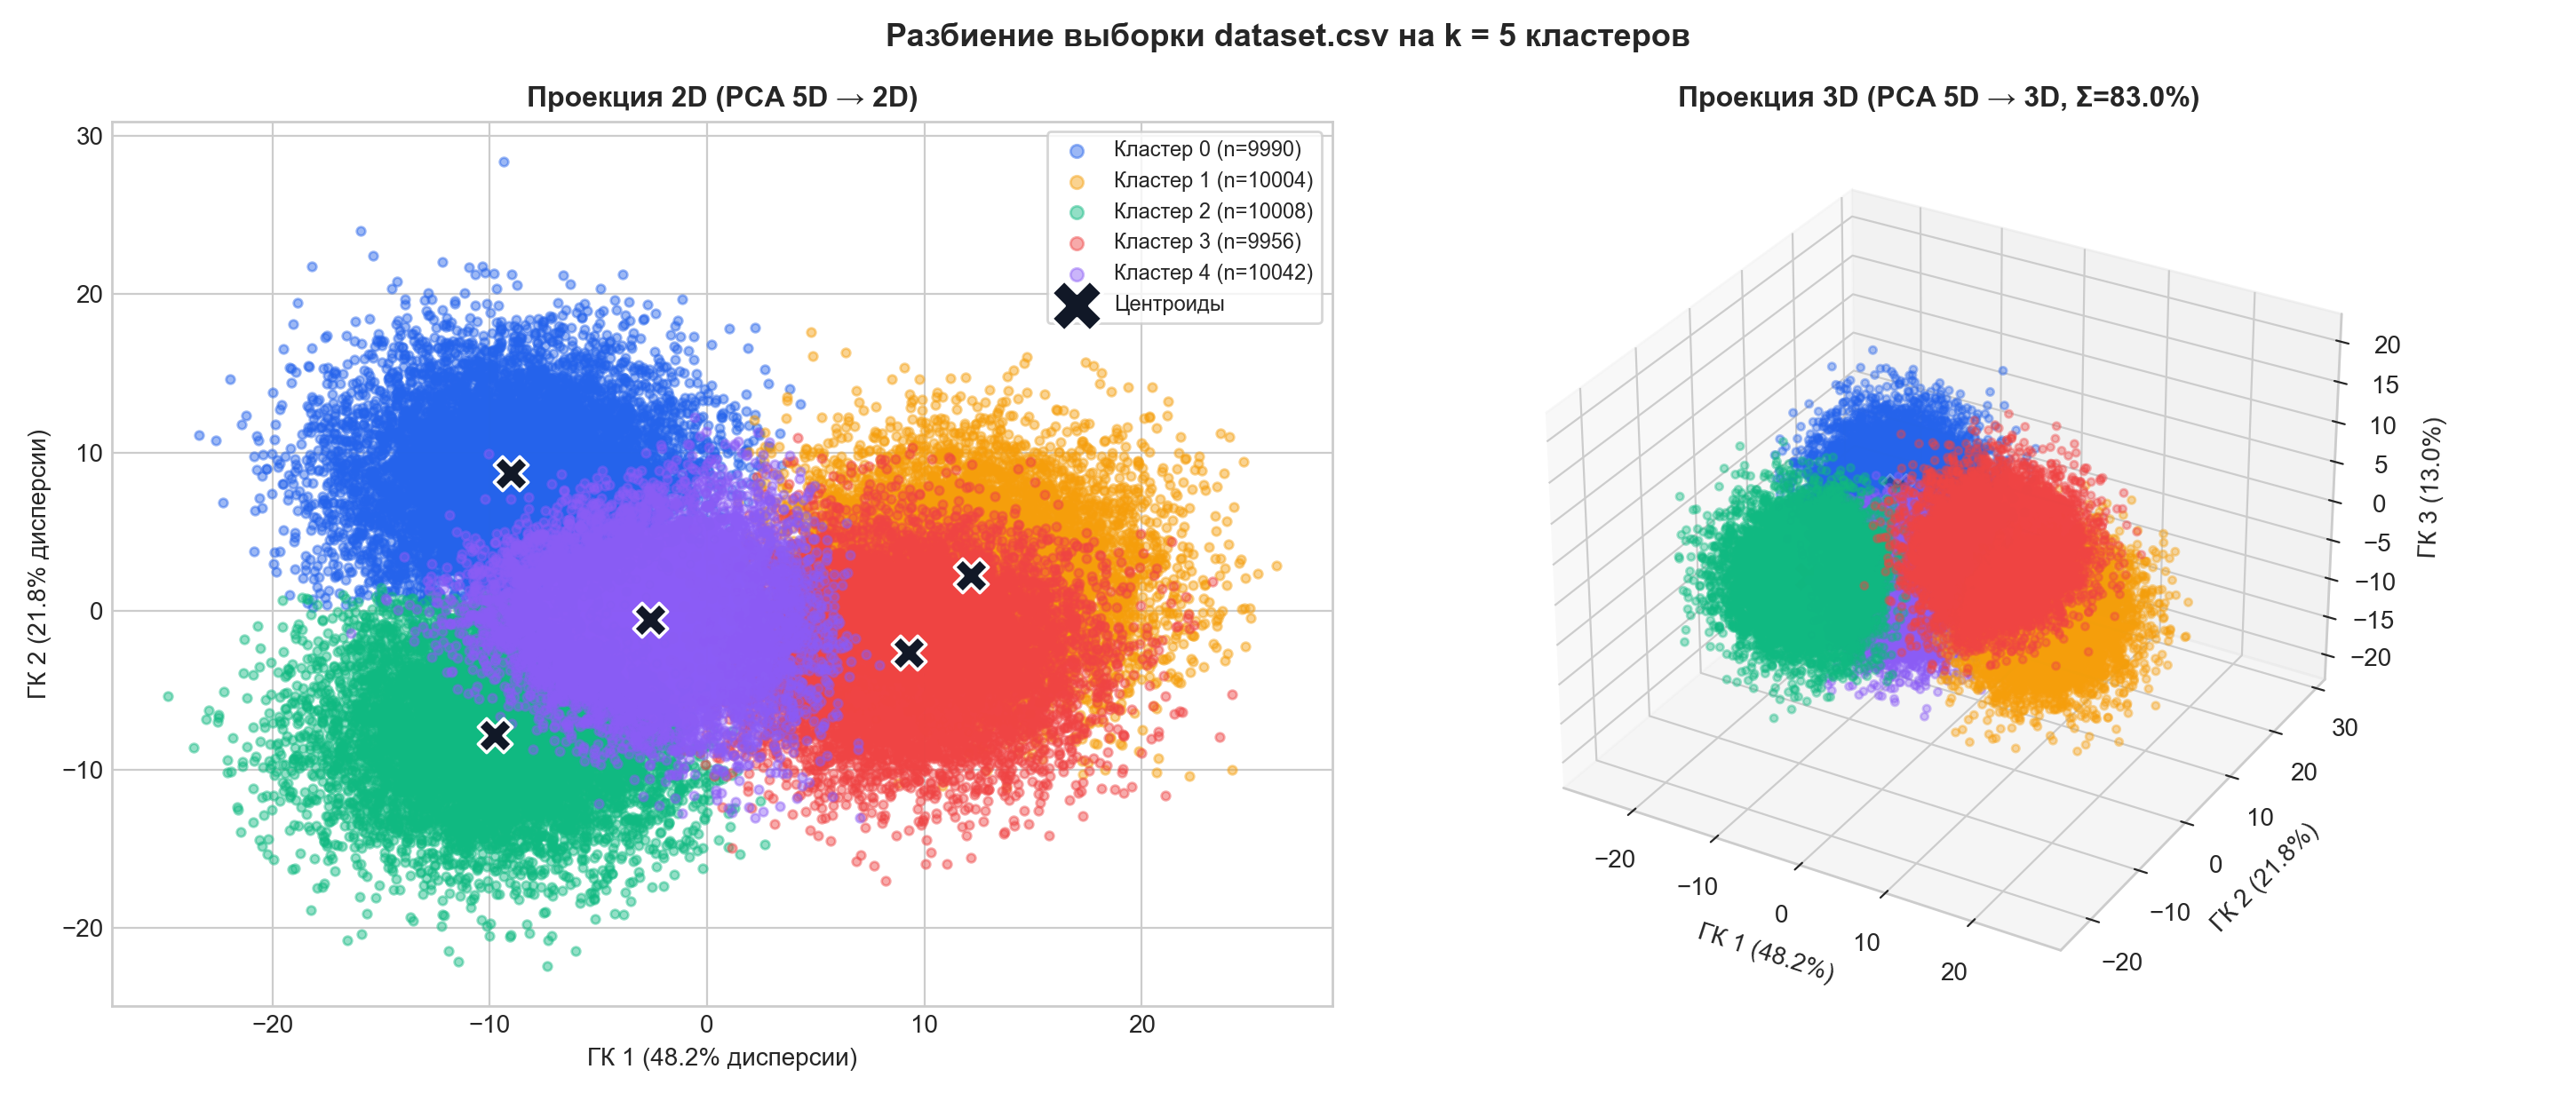 Разбиение выборки dataset.csv на k = 5 кластеров
Проекция 2D (PCA 5D → 2D)
30
20
10
0
−10
−20
ГК 2 (21.8% дисперсии)
−20
−10
0
10
20
ГК 1 (48.2% дисперсии)
Кластер 0 (n=9990)
Кластер 1 (n=10004)
Кластер 2 (n=10008)
Кластер 3 (n=9956)
Кластер 4 (n=10042)
Центроиды
Проекция 3D (PCA 5D → 3D, Σ=83.0%)
20
15
10
5
0
−5
−10
−15
−20
ГК 3 (13.0%)
30
20
10
0
−10
−20
ГК 2 (21.8%)
−20
−10
0
10
20
ГК 1 (48.2%)